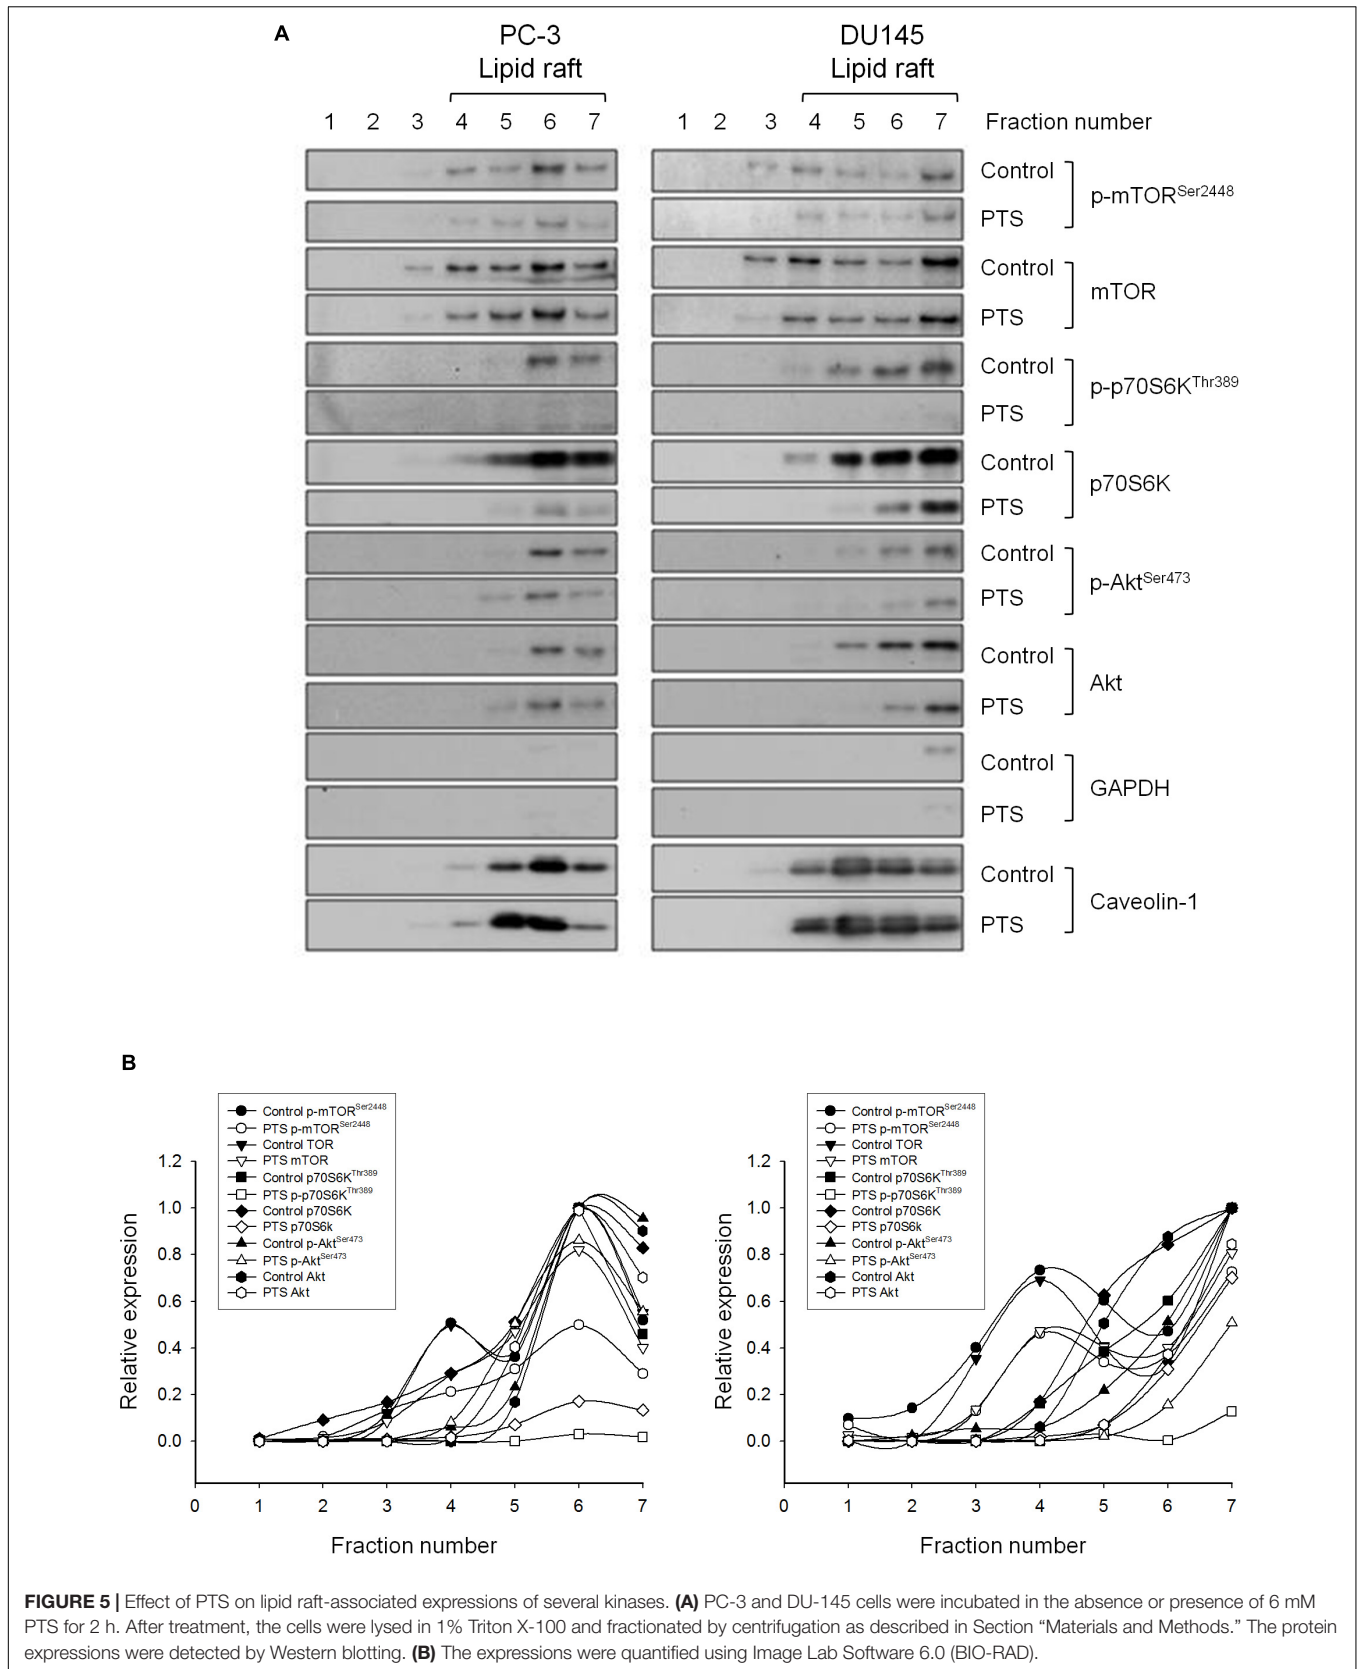 A
PC-3
Lipid raft
DU145
Lipid raft
1 2 3 4 5 6 7
1 2 3 4 5 6 7
Fraction number
Control
PTS
p-mTORSer2448
Control
PTS
mTOR
Control
PTS
p-p70S6KThr389
Control
PTS
p70S6K
Control
PTS
p-AktSer473
Control
PTS
Akt
Control
PTS
GAPDH
Control
PTS
Caveolin-1
B
Control p-mTORSer2448
PTS p-mTORSer2448
Control TOR
PTS mTOR
Control p70S6KThr389
PTS p-p70S6KThr389
Control p70S6K
PTS p70S6k
Control p-AktSer473
PTS p-AktSer473
Control Akt
PTS Akt
Relative expression
1.2
1.0
0.8
0.6
0.4
0.2
0.0
0 1 2 3 4 5 6 7
Fraction number
Control p-mTORSer2448
PTS p-mTORSer2448
Control TOR
PTS mTOR
Control p70S6KThr389
PTS p-p70S6KThr389
Control p70S6K
PTS p70S6k
Control p-AktSer473
PTS p-AktSer473
Control Akt
PTS Akt
Relative expression
1.2
1.0
0.8
0.6
0.4
0.2
0.0
0 1 2 3 4 5 6 7
Fraction number
FIGURE 5 | Effect of PTS on lipid raft-associated expressions of several kinases. (A) PC-3 and DU-145 cells were incubated in the absence or presence of 6 mM
PTS for 2 h. After treatment, the cells were lysed in 1% Triton X-100 and fractionated by centrifugation as described in Section “Materials and Methods.” The protein
expressions were detected by Western blotting. (B) The expressions were quantified using Image Lab Software 6.0 (BIO-RAD).